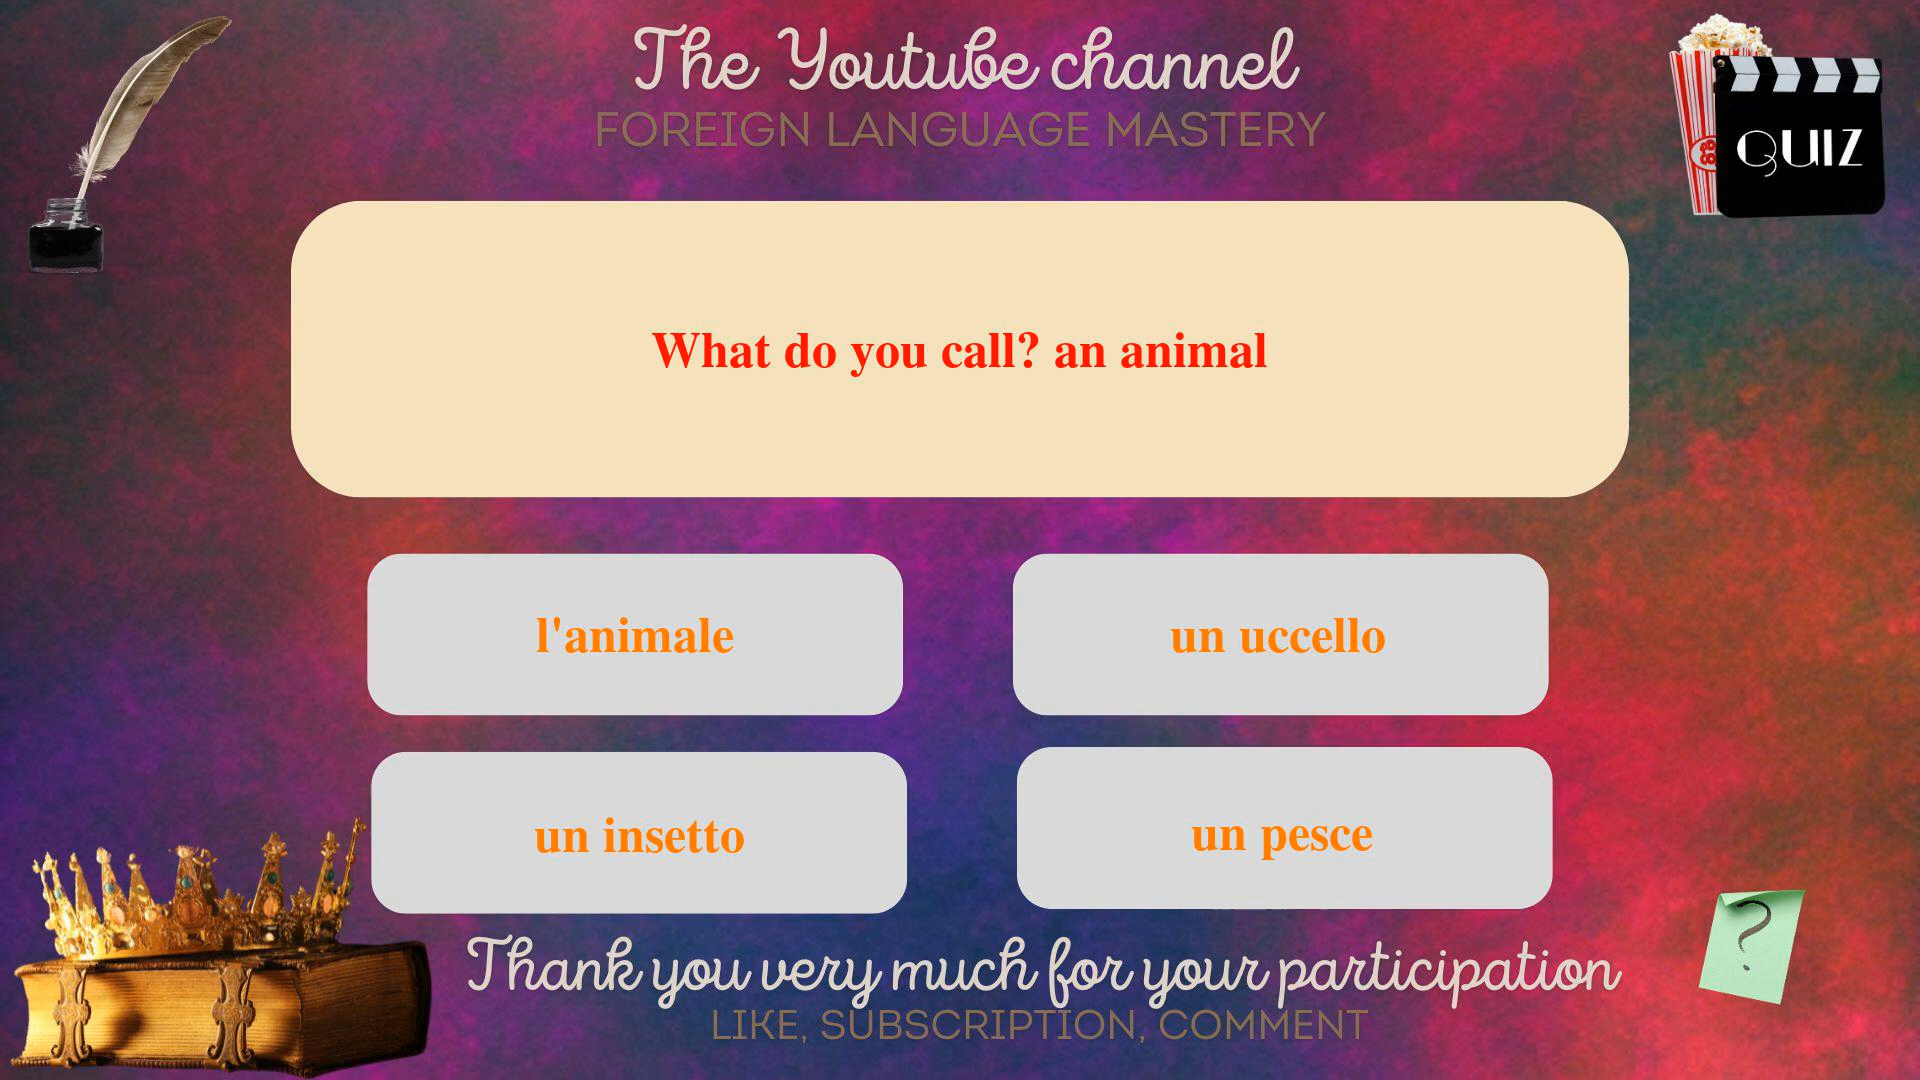 The Youtube channel
FOREIGN LANGUAGE MASTERY
QUIZ
What do you call? an animal
l'animale
un uccello
un insetto
un pesce
?
Thank you very much for your participation
LIKE, SUBSCRIPTION, COMMENT